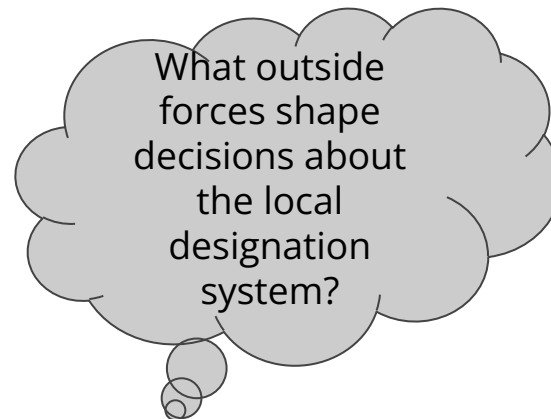 What outside
forces shape
decisions about
the local
designation
system?